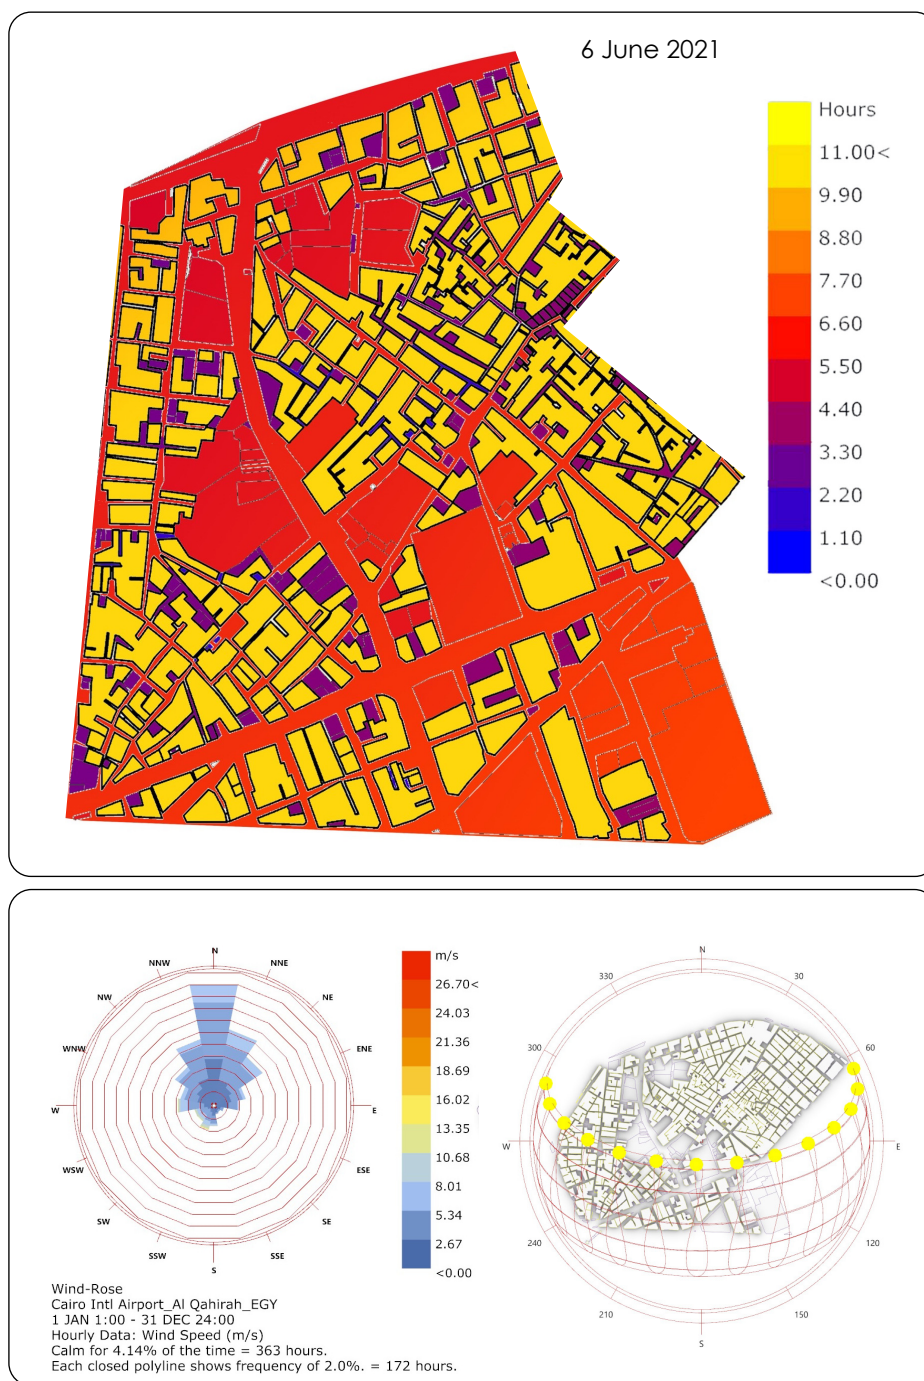 6 June 2021
Hours
11.00<
9.90
8.80
7.70
6.60
5.50
4.40
3.30
2.20
1.10
<0.00
N
NNE
NE
ENE
E
ESE
SE
SSE
S
SSW
SW
WSW
W
WNW
NW
NNW
m/s
26.70<
24.03
21.36
18.69
16.02
13.35
10.68
8.01
5.34
2.67
<0.00
N
30
60
E
120
150
S
210
240
W
300
330
Wind-Rose
Cairo Intl Airport_Al Qahirah_EGY
1 JAN 1:00 - 31 DEC 24:00
Hourly Data: Wind Speed (m/s)
Calm for 4.14% of the time = 363 hours.
Each closed polyline shows frequency of 2.0%. = 172 hours.